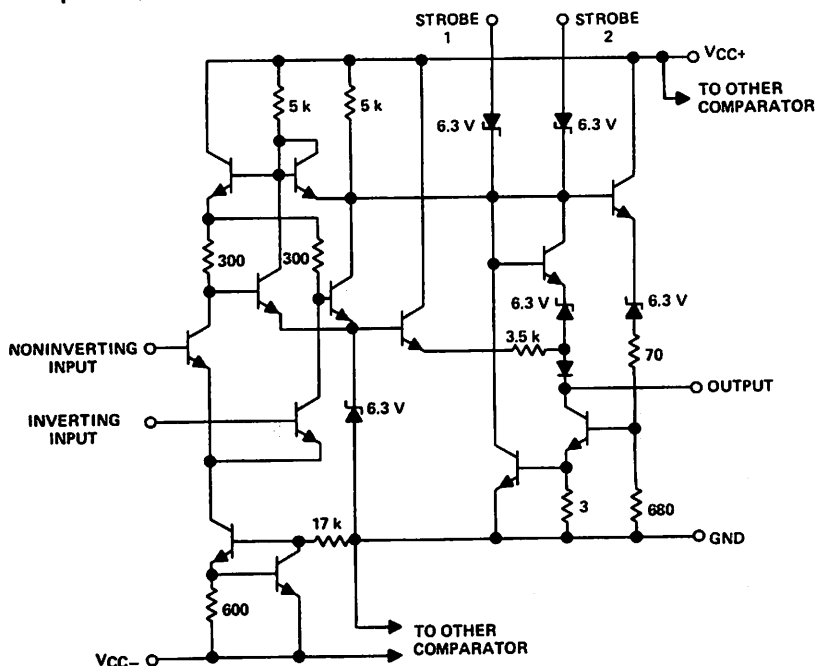 STROBE
1
STROBE
2
VCC+
TO OTHER
COMPARATOR
5 k
5 k
6.3 V
6.3 V
300
300
6.3 V
6.3 V
3.5 k
70
NONINVERTING
INPUT
OUTPUT
6.3 V
INVERTING
INPUT
17 k
3
680
GND
600
TO OTHER
COMPARATOR
VCC–